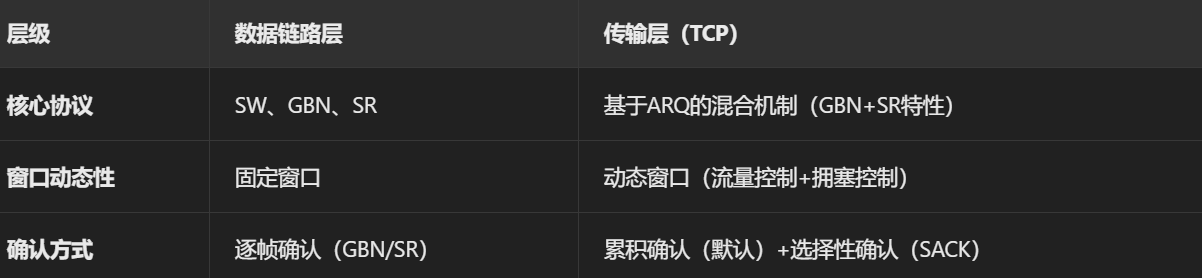 层级 数据链路层 传输层（TCP）
核心协议 SW、GBN、SR 基于ARQ的混合机制（GBN+SR特性）
窗口动态性 固定窗口 动态窗口（流量控制+拥塞控制）
确认方式 逐帧确认（GBN/SR） 累积确认（默认）+选择性确认（SACK）